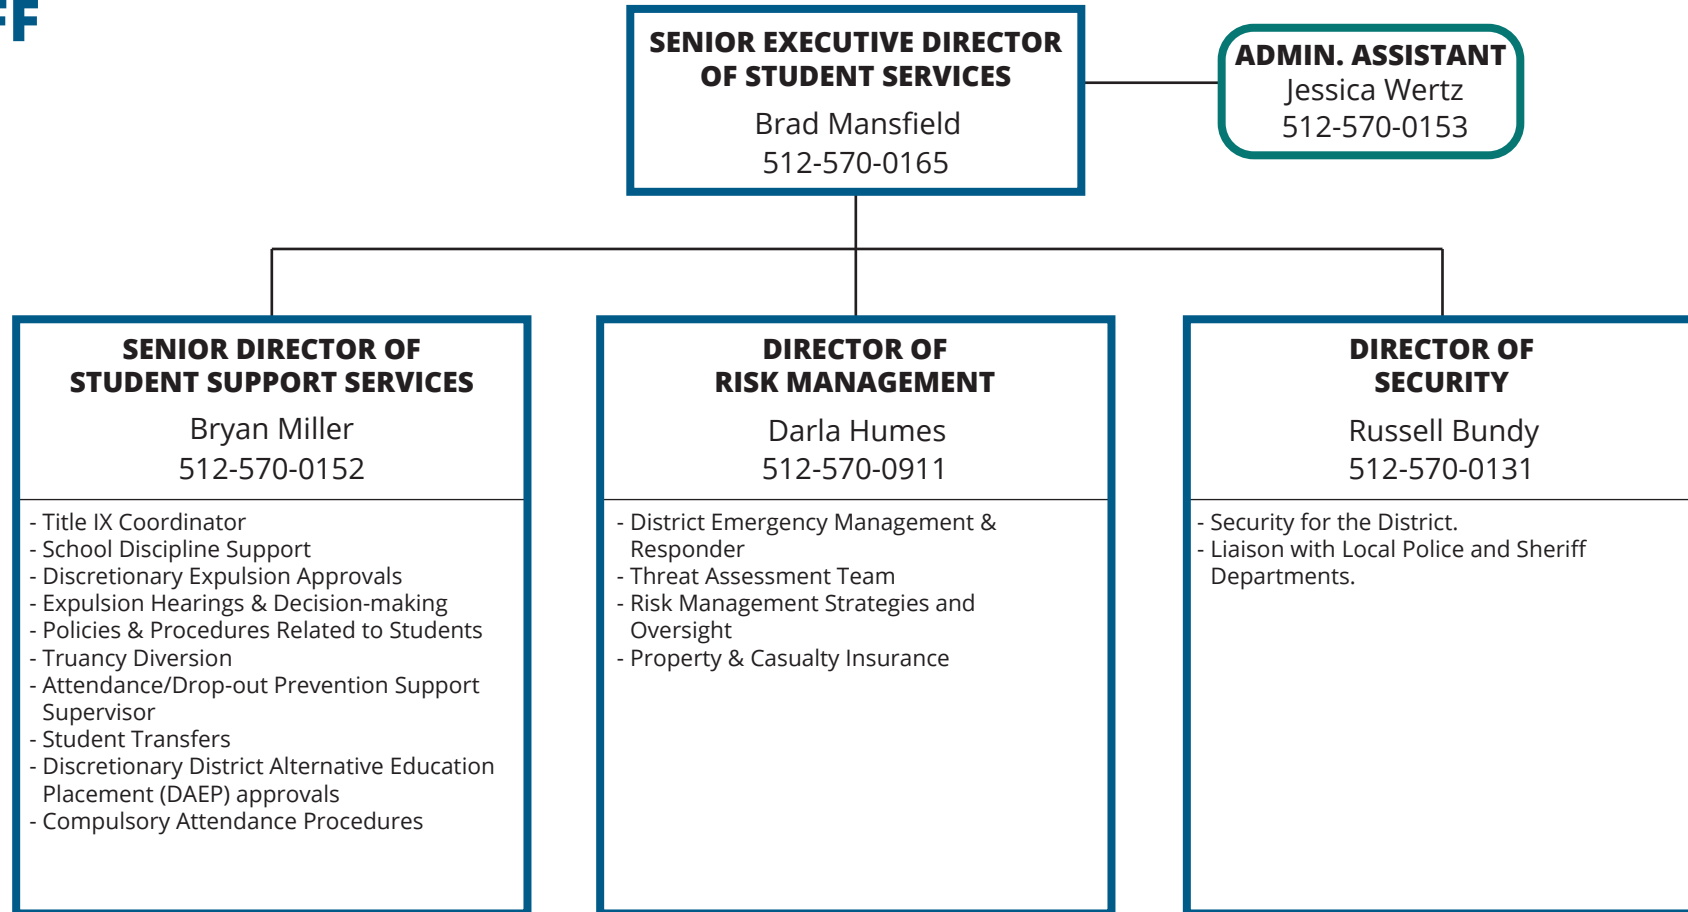 FF
SENIOR EXECUTIVE DIRECTOR
OF STUDENT SERVICES
Brad Mansfield
512-570-0165
ADMIN. ASSISTANT
Jessica Wertz
512-570-0153
SENIOR DIRECTOR OF
STUDENT SUPPORT SERVICES
Bryan Miller
512-570-0152
- Title IX Coordinator
- School Discipline Support
- Discretionary Expulsion Approvals
- Expulsion Hearings & Decision-making
- Policies & Procedures Related to Students
- Truancy Diversion
- Attendance/Drop-out Prevention Support
Supervisor
- Student Transfers
- Discretionary District Alternative Education
Placement (DAEP) approvals
- Compulsory Attendance Procedures
DIRECTOR OF
RISK MANAGEMENT
Darla Humes
512-570-0911
- District Emergency Management &
Responder
- Threat Assessment Team
- Risk Management Strategies and
Oversight
- Property & Casualty Insurance
DIRECTOR OF
SECURITY
Russell Bundy
512-570-0131
- Security for the District.
- Liaison with Local Police and Sheriff
Departments.